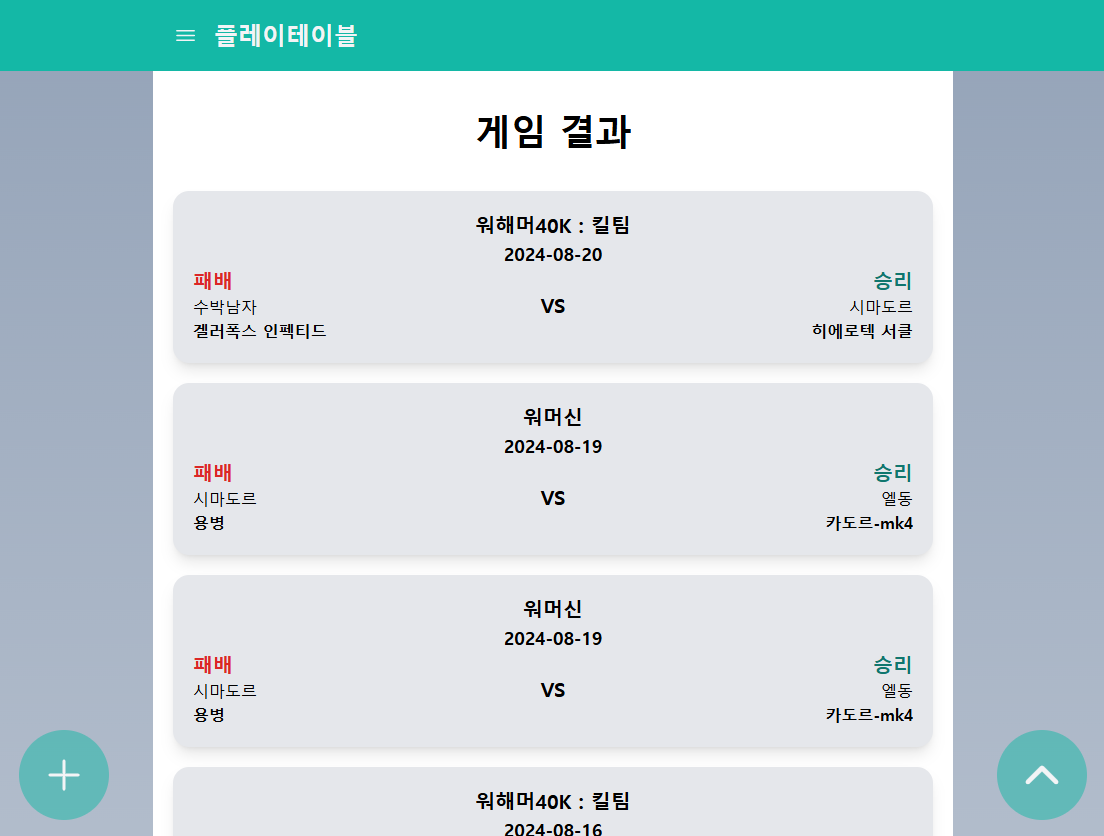 플레이테이블
게임 결과
워해머40K : 킬팀
2024-08-20
패배
승리
수박남자
VS
시마도르
겔러폭스 인펙티드
히에로텍 서클
워머신
2024-08-19
패배
승리
시마도르
VS
엘동
용병
카도르-mk4
워머신
2024-08-19
패배
승리
시마도르
VS
엘동
용병
카도르-mk4
워해머40K : 킬팀
2024-08-16